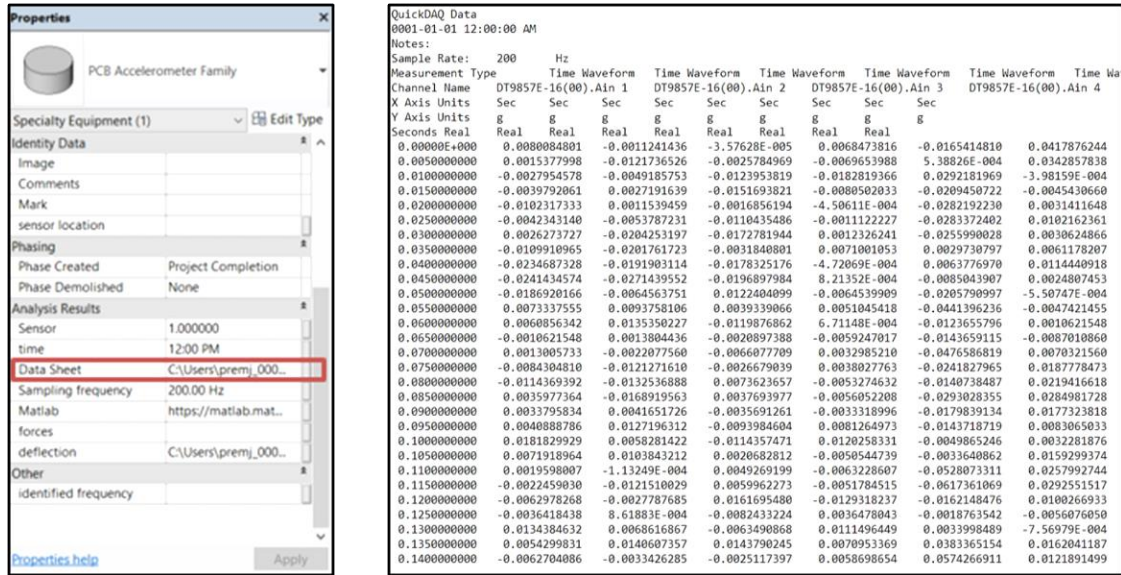 Properties
PCB Accelerometer Family
Specialty Equipment (1)
Edit Type
Identity Data
Image
Comments
Mark
sensor location
Phasing
Phase Created Project Completion
Phase Demolished None
Analysis Results
Sensor 1.000000
time 12:00 PM
Data Sheet C:\Users\premj_000...
Sampling frequency 200.00 Hz
Matlab https://matlab.mat...
forces
deflection C:\Users\premj_000...
Other
identified frequency
Properties help Apply
QuickDAQ Data
0001-01-01 12:00:00 AM
Notes:
Sample Rate: 200 Hz
Measurement Type Time Waveform Time Waveform Time Waveform Time Waveform Time Waveform Time Wa
Channel Name DT9857E-16(00).Ain 1 DT9857E-16(00).Ain 2 DT9857E-16(00).Ain 3 DT9857E-16(00).Ain 4
X Axis Units Sec Sec Sec Sec Sec Sec Sec
Y Axis Units g g g g g g g
Seconds Real Real Real Real Real Real Real
0.00000E+000 0.0080084801 -0.0011241436 -3.57628E-005 0.0068473816 -0.0165414810 0.0417876244
0.0050000000 0.0015377998 -0.0121736526 -0.0025784969 -0.0069653988 5.38826E-004 0.0342857838
0.0100000000 -0.0027954578 -0.0049185753 -0.0123953819 -0.0182819366 0.0292181969 -3.98159E-004
0.0150000000 -0.0039792061 0.0027191639 -0.0151693821 -0.0080502033 -0.0209450722 -0.0045430660
0.0200000000 -0.0102317333 0.0011539459 -0.0016856194 -4.50611E-004 -0.0282192230 0.0031411648
0.0250000000 -0.0042343140 -0.0053787231 -0.0110435486 -0.0011122227 -0.0283372402 0.0102162361
0.0300000000 0.0026273727 -0.0204253197 -0.0172781944 0.0012326241 -0.0255990028 0.0030624866
0.0350000000 -0.0109910965 -0.0201761723 -0.0031840801 0.0071001053 0.0029730797 0.0061178207
0.0400000000 -0.0234687328 -0.0191903114 -0.0178325176 -4.72069E-004 0.0063776970 0.0114440918
0.0450000000 -0.0241434574 -0.0271439552 -0.0196897984 8.21352E-004 -0.0085043907 0.0024807453
0.0500000000 -0.0186920166 -0.0064563751 0.0122404099 -0.0064539909 -0.0205790997 -5.50747E-004
0.0550000000 0.0073337555 0.0093758106 0.0039339066 0.0051045418 -0.0441396236 -0.0047421455
0.0600000000 0.0060856342 0.0135350227 -0.0119876862 6.71148E-004 -0.0123655796 0.0010621548
0.0650000000 -0.0010621548 0.0013804436 -0.0020897388 -0.0059247017 -0.0143659115 -0.0087010860
0.0700000000 0.0013005733 -0.0022077560 -0.0066077709 0.0032985210 -0.0476586819 0.0070321560
0.0750000000 -0.0084304810 -0.0121271610 -0.0026679039 0.0038027763 -0.0241827965 0.0187778473
0.0800000000 -0.0114369392 -0.0132536888 0.0073623657 -0.0053274632 -0.0140738487 0.0219416618
0.0850000000 0.0035977364 -0.0168919563 0.0037693977 -0.0056052208 -0.0293028355 0.0284981728
0.0900000000 0.0033795834 0.0041651726 -0.0035691261 -0.0033318996 -0.0179839134 0.0177323818
0.0950000000 0.0040888786 0.0127196312 -0.0093984604 0.0081264973 -0.0143718719 0.0083065033
0.1000000000 0.0181829929 0.0058281422 -0.0114357471 0.0120258331 -0.0049865246 0.0032281876
0.1050000000 0.0071918964 0.0103843212 0.0020682812 -0.0050544739 -0.0033640862 0.0159299374
0.1100000000 0.0019598007 -1.13249E-004 0.0049269199 -0.0063228607 -0.0528073311 0.0257992744
0.1150000000 -0.0022459030 -0.0121510029 0.0059962273 -0.0051784515 -0.0617361069 0.0292551517
0.1200000000 -0.0062978268 -0.0027787685 0.0161695480 -0.0129318237 -0.0162148476 0.0100266933
0.1250000000 -0.0036418438 8.61883E-004 -0.0082433224 0.0036478043 -0.0018763542 -0.0056076050
0.1300000000 0.0134384632 0.0068616867 -0.0063490868 0.0111496449 0.0033998489 -7.56979E-004
0.1350000000 0.0054299831 0.0140607357 0.0143790245 0.0070953369 0.0383365154 0.0162041187
0.1400000000 -0.0062704086 -0.0033426285 -0.0025117397 0.0058698654 0.0574266911 0.0121891499